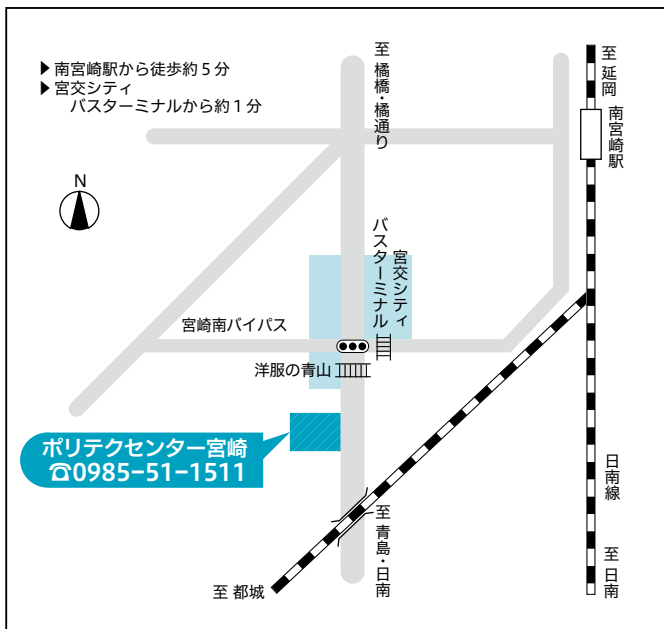 ▶ 南宮崎駅から徒歩約5分
▶ 宮交シティ
バスターミナルから約1分
至 橘橋・橘通り
至 延岡
南宮崎駅
N
宮交シティ
バスターミナル
宮崎南バイパス
洋服の青山
ポリテクセンター宮崎
☎0985-51-1511
日南線
至 青島・日南
至 日南
至 都城